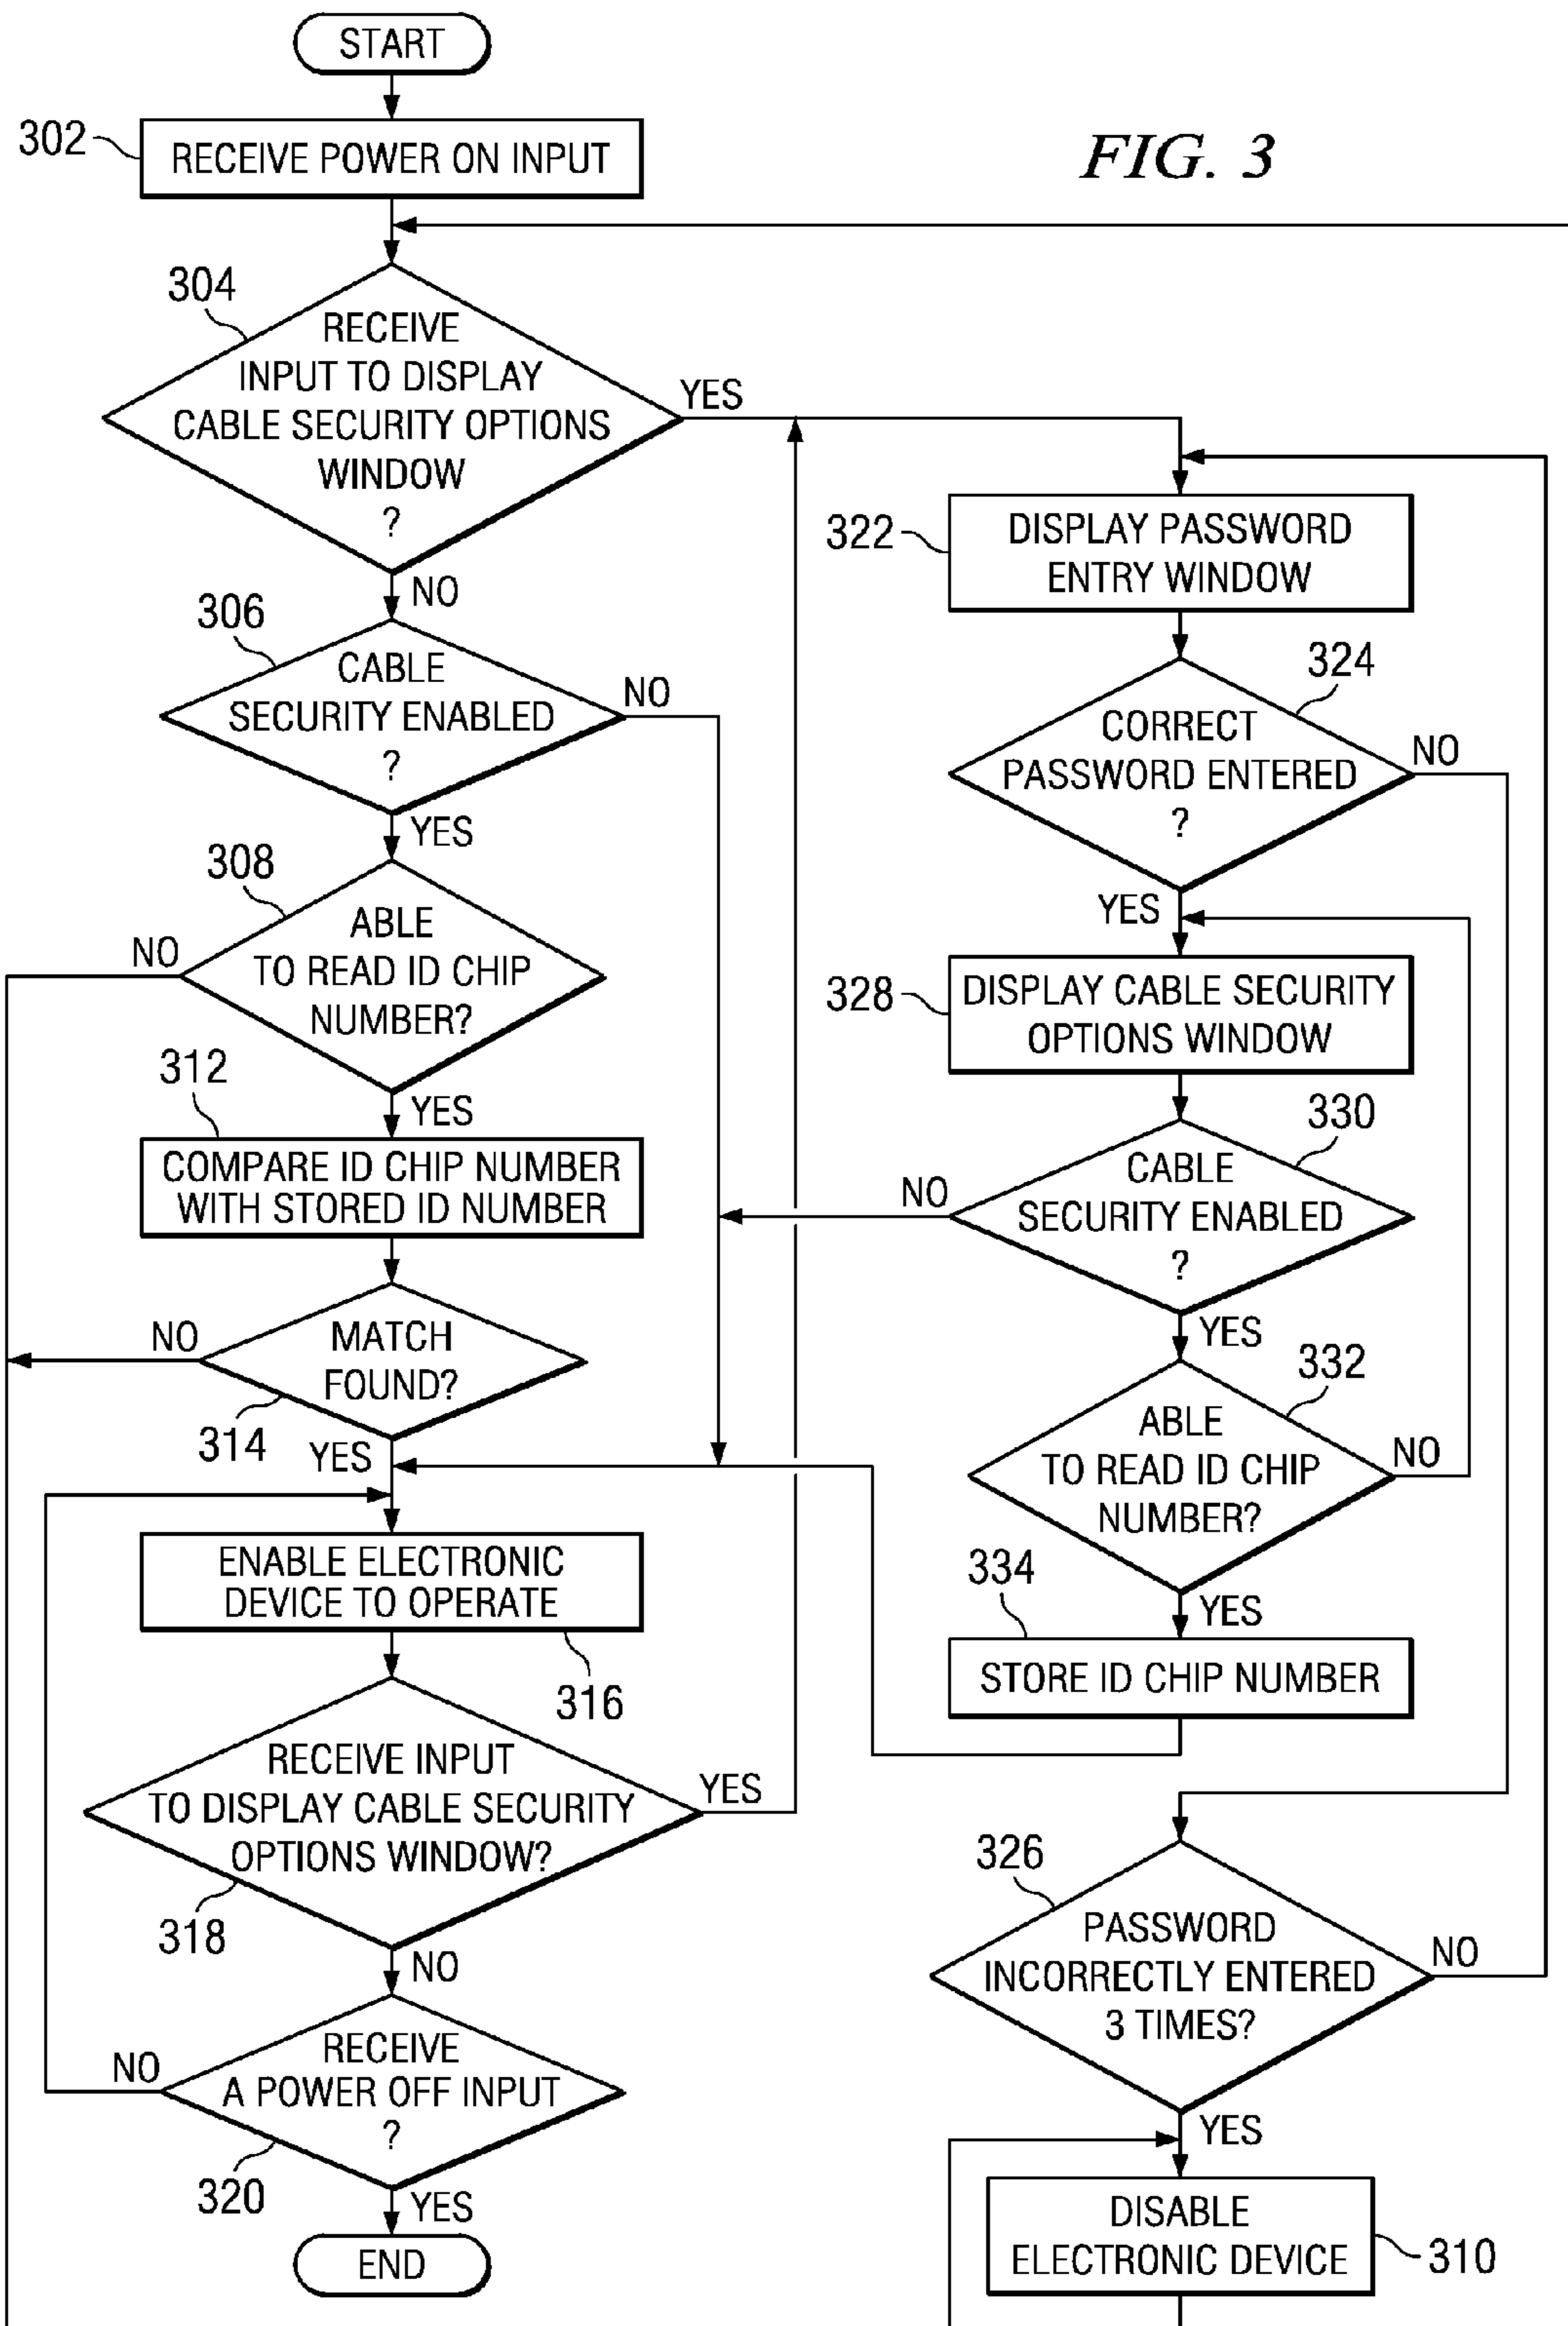 START
302
RECEIVE POWER ON INPUT
FIG. 3
304
RECEIVE
INPUT TO DISPLAY
CABLE SECURITY OPTIONS
WINDOW
?
YES
NO
306
CABLE
SECURITY ENABLED
?
NO
YES
308
ABLE
TO READ ID CHIP
NUMBER?
NO
YES
312
COMPARE ID CHIP NUMBER
WITH STORED ID NUMBER
MATCH
FOUND?
NO
314
YES
ENABLE ELECTRONIC
DEVICE TO OPERATE
316
RECEIVE INPUT
TO DISPLAY CABLE SECURITY
OPTIONS WINDOW?
YES
318
NO
RECEIVE
A POWER OFF INPUT
?
NO
320
YES
END
322
DISPLAY PASSWORD
ENTRY WINDOW
324
CORRECT
PASSWORD ENTERED
?
NO
YES
328
DISPLAY CABLE SECURITY
OPTIONS WINDOW
330
CABLE
SECURITY ENABLED
?
NO
YES
332
ABLE
TO READ ID CHIP
NUMBER?
NO
334
YES
STORE ID CHIP NUMBER
326
PASSWORD
INCORRECTLY ENTERED
3 TIMES?
NO
YES
DISABLE
ELECTRONIC DEVICE
310